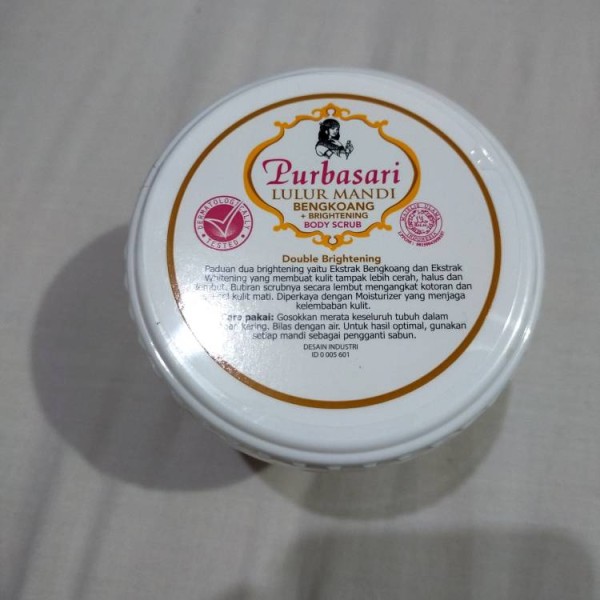 Purbasari
LULUR MANDI
BENGKOANG
+ BRIGHTENING
BODY SCRUB
DERMATOLOGICALLY
TESTED
Double Brightening
Paduan dua brightening yaitu Ekstrak Bengkoang dan Ekstrak
Whitening yang membuat kulit tampak lebih cerah, halus dan
Butiran scrubnya secara lembut mengangkat kotoran dan
kulit mati. Diperkaya dengan Moisturizer yang menjaga
kelembaban kulit.
pakai: Gosokkan merata keseluruh tubuh dalam
kering. Bilas dengan air. Untuk hasil optimal, gunakan
setiap mandi sebagai pengganti sabun.
DESAIN INDUSTRI
ID 0 005 601